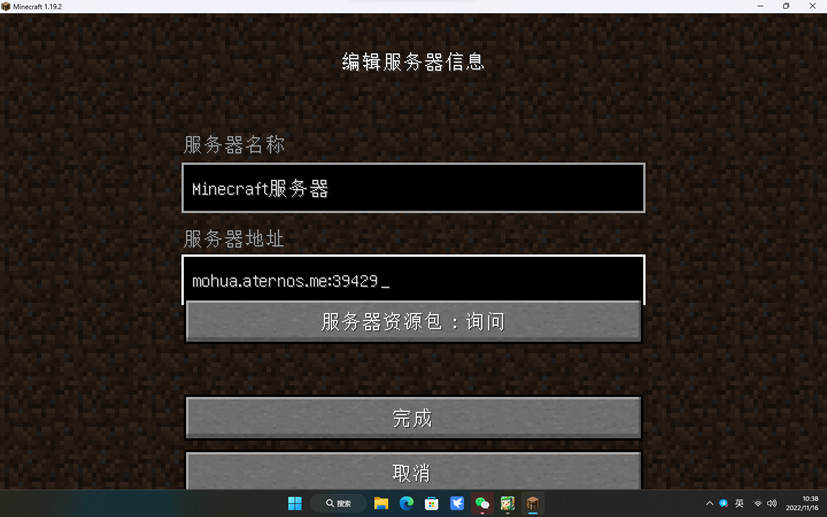 Minecraft 1.19.2
编辑服务器信息
服务器名称
Minecraft服务器
服务器地址
mohua.aternos.me:39429_
服务器资源包：询问
完成
取消
搜索
英
10:38
2022/11/16